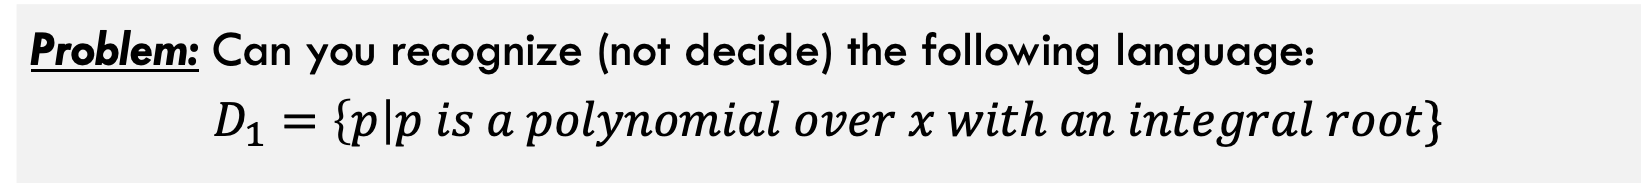 Problem: Can you recognize (not decide) the following language:
D₁ = {p|p is a polynomial over x with an integral root}